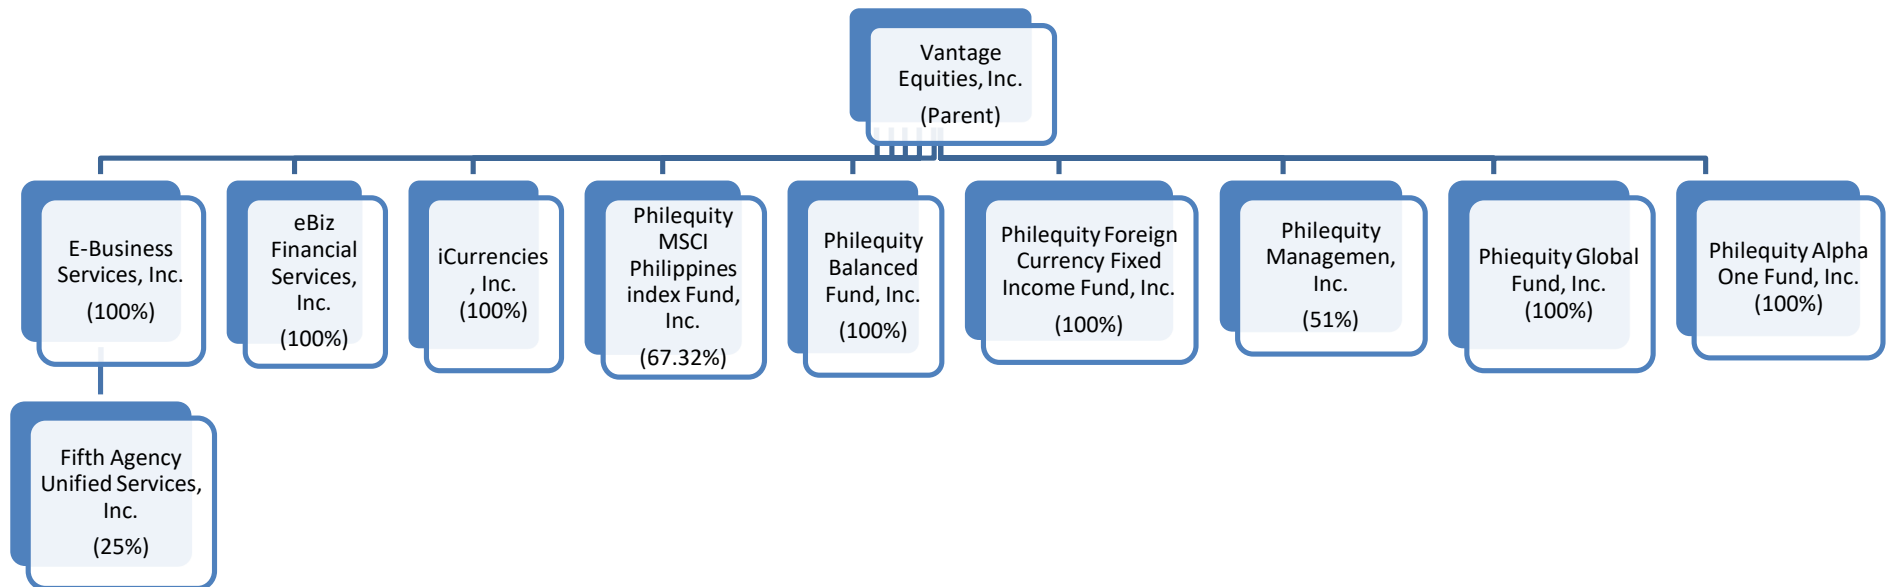 Vantage
Equities, Inc.
(Parent)
E-Business
Services, Inc.
(100%)
eBiz
Financial
Services,
Inc.
(100%)
iCurrencies
, Inc.
(100%)
Philequity
MSCI
Philippines
index Fund,
Inc.
(67.32%)
Philequity
Balanced
Fund, Inc.
(100%)
Philequity Foreign
Currency Fixed
Income Fund, Inc.
(100%)
Philequity
Managemen,
Inc.
(51%)
Phiequity Global
Fund, Inc.
(100%)
Philequity Alpha
One Fund, Inc.
(100%)
Fifth Agency
Unified Services,
Inc.
(25%)